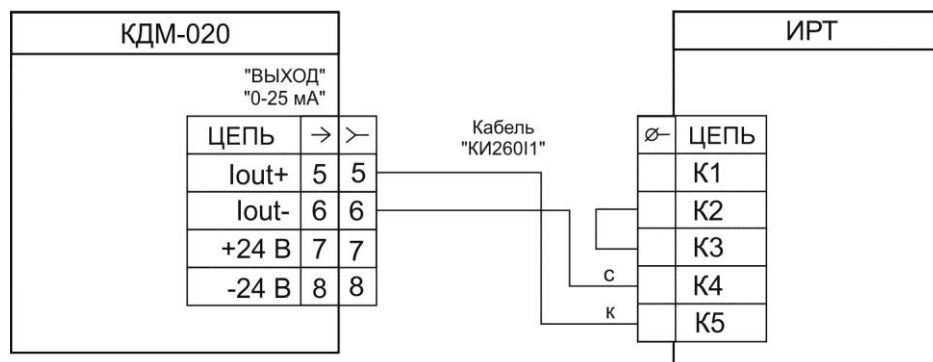 КДМ-020
ИРТ
"ВЫХОД"
"0-25 мА"
ЦЕПЬ
Iout+ 5 5
Iout- 6 6
+24 В 7 7
-24 В 8 8
Кабель
"КИ260I1"
с
к
ЦЕПЬ
К1
К2
К3
К4
К5